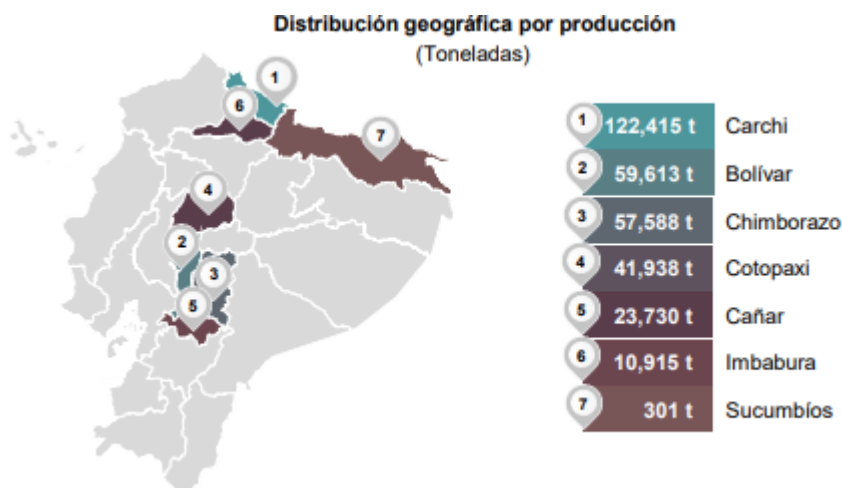 Distribución geográfica por producción
(Toneladas)
1
6
7
4
2
3
5
1 122,415 t Carchi
2 59,613 t Bolívar
3 57,588 t Chimborazo
4 41,938 t Cotopaxi
5 23,730 t Cañar
6 10,915 t Imbabura
7 301 t Sucumbíos